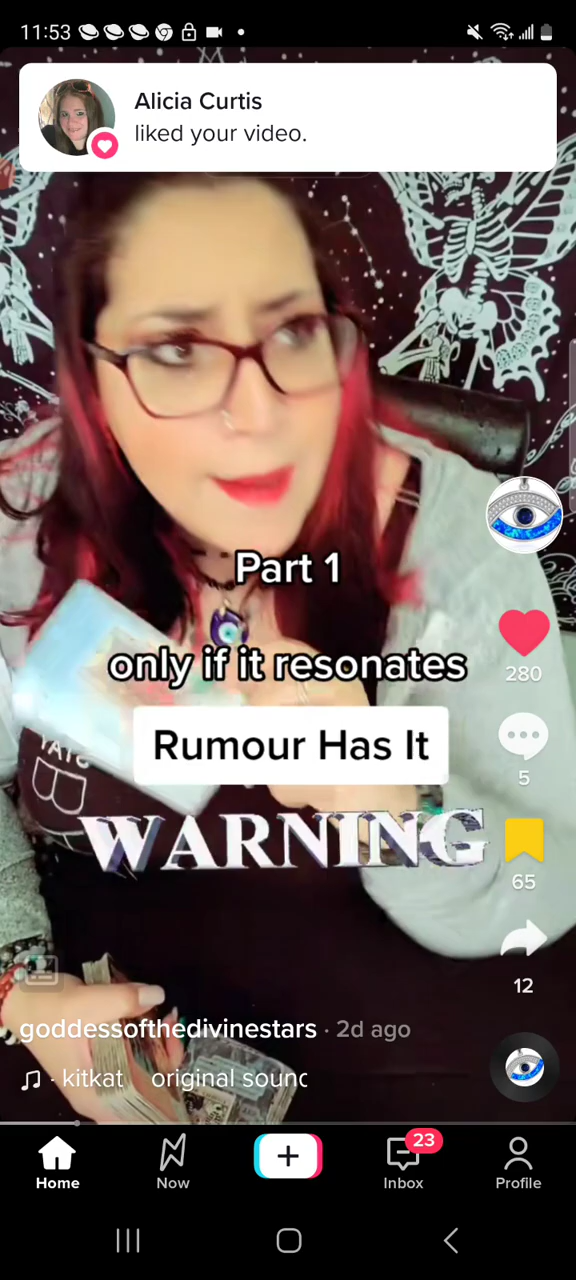 11:53
Alicia Curtis
liked your video.
Part 1
only if it resonates
Rumour Has It
WARNING
280
5
65
12
goddessofthedivinestars · 2d ago
kitkat original sound
Home
Now
Inbox
23
Profile